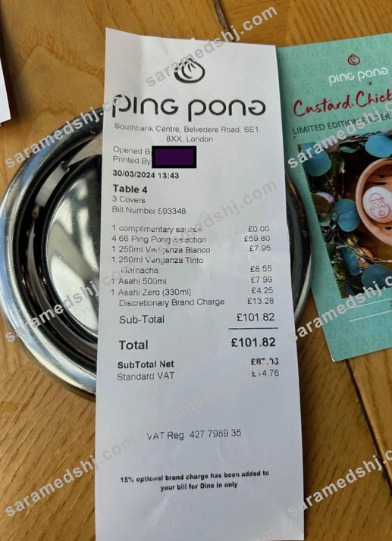 ping pong
Southbank Centre, Belvedere Road, SE1
8XX, London
Opened B
Printed By
30/03/2024 13:43
Table 4
3 Covers
Bill Number 593348
1 complimentary £0.00
4.66 Ping Pong £59.80
1 250ml Venganza Blanco £7.95
1 250ml Venganza Tinto
Garnacha £8.55
1 Asahi 500ml £7.99
1 Asahi Zero (330ml) £4.25
Discretionary Brand Charge £13.28
Sub-Total £101.82
Total £101.82
SubTotal Net
Standard VAT £14.76
VAT Reg. 427 7989 35
15% optional brand charge has been added to
your bill for Dine in only
ping pong
Custard Chick
LIMITED EDITION
saramedshj.com
saramedshj.com
saramedshj.com
saramedshj.com
saramedshj.com
saramedshj.com
saramedshj.com
saramedshj.com
saramedshj.com